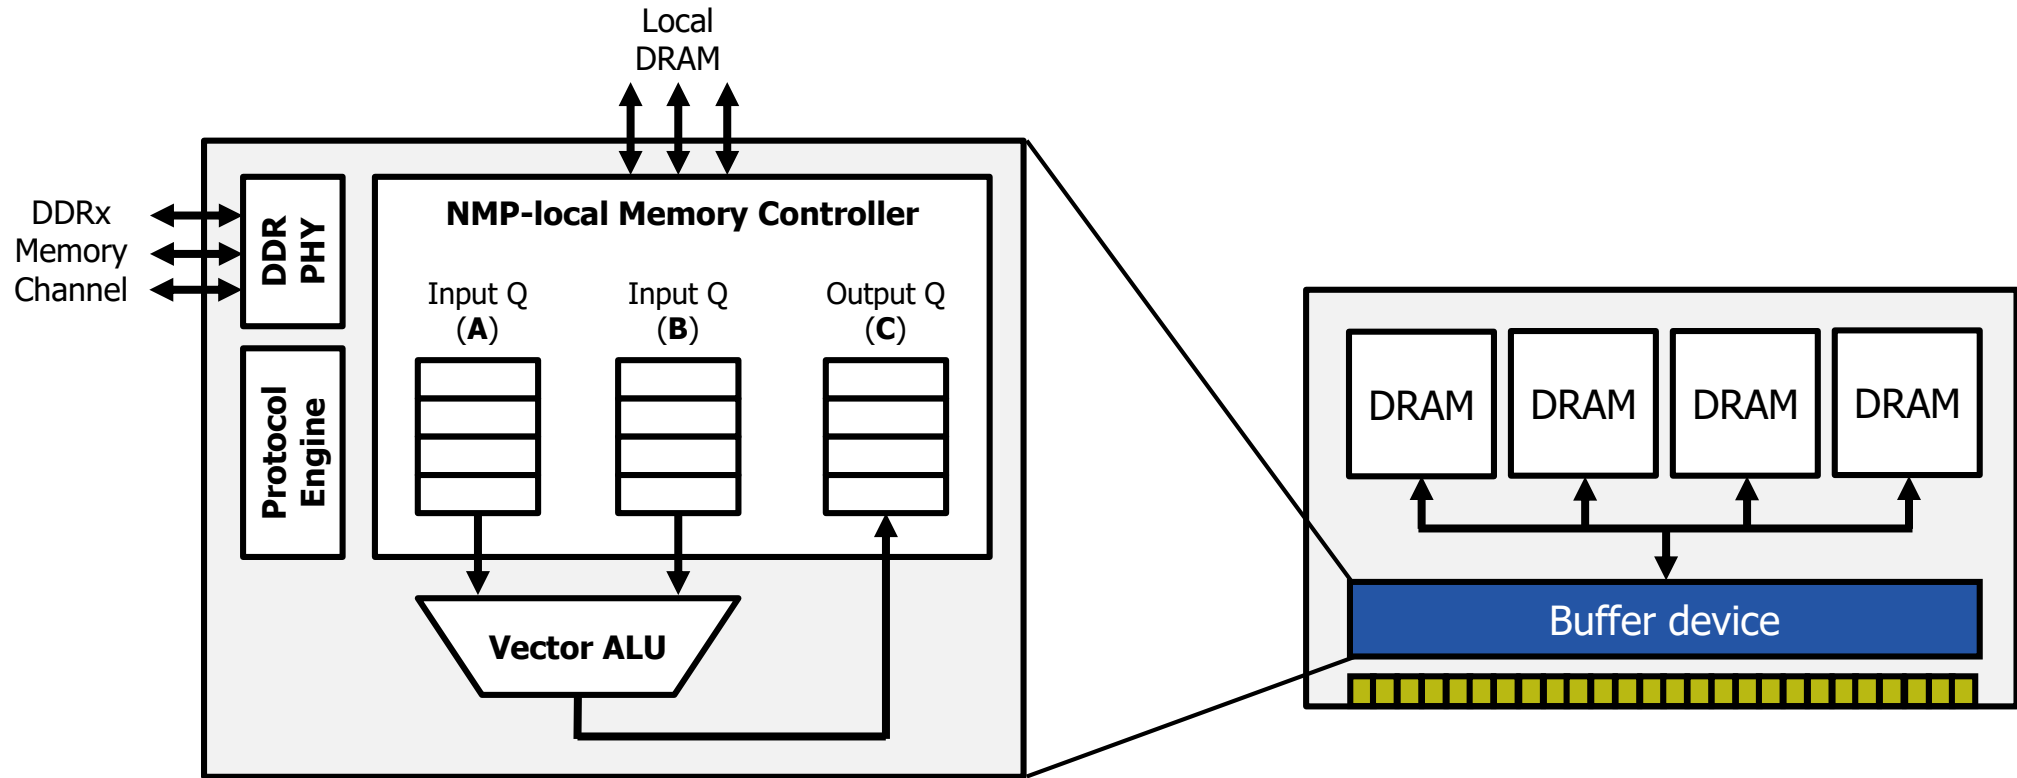 Local
DRAM
DDRx
Memory
Channel
DDR
PHY
Protocol
Engine
NMP-local Memory Controller
Input Q
(A)
Input Q
(B)
Output Q
(C)
Vector ALU
DRAM
DRAM
DRAM
DRAM
Buffer device